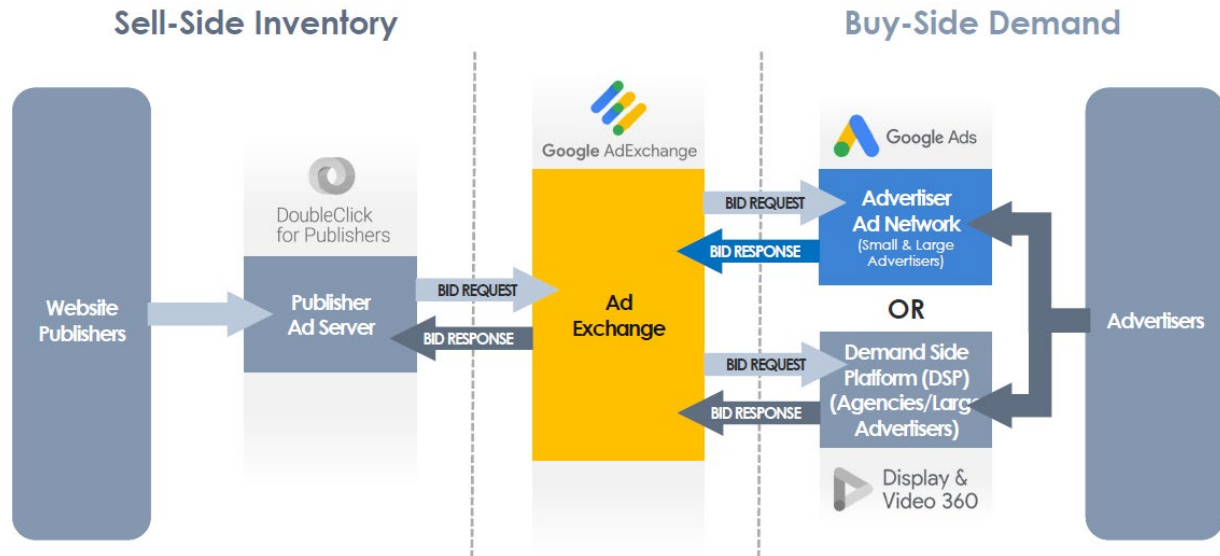 Sell-Side Inventory
Buy-Side Demand
Website
Publishers
DoubleClick
for Publishers
Publisher
Ad Server
BID REQUEST
BID RESPONSE
Google AdExchange
Ad
Exchange
BID REQUEST
BID RESPONSE
BID REQUEST
BID RESPONSE
Google Ads
Advertiser
Ad Network
(Small & Large
Advertisers)
OR
Demand Side
Platform (DSP)
(Agencies/Large
Advertisers)
Display &
Video 360
Advertisers